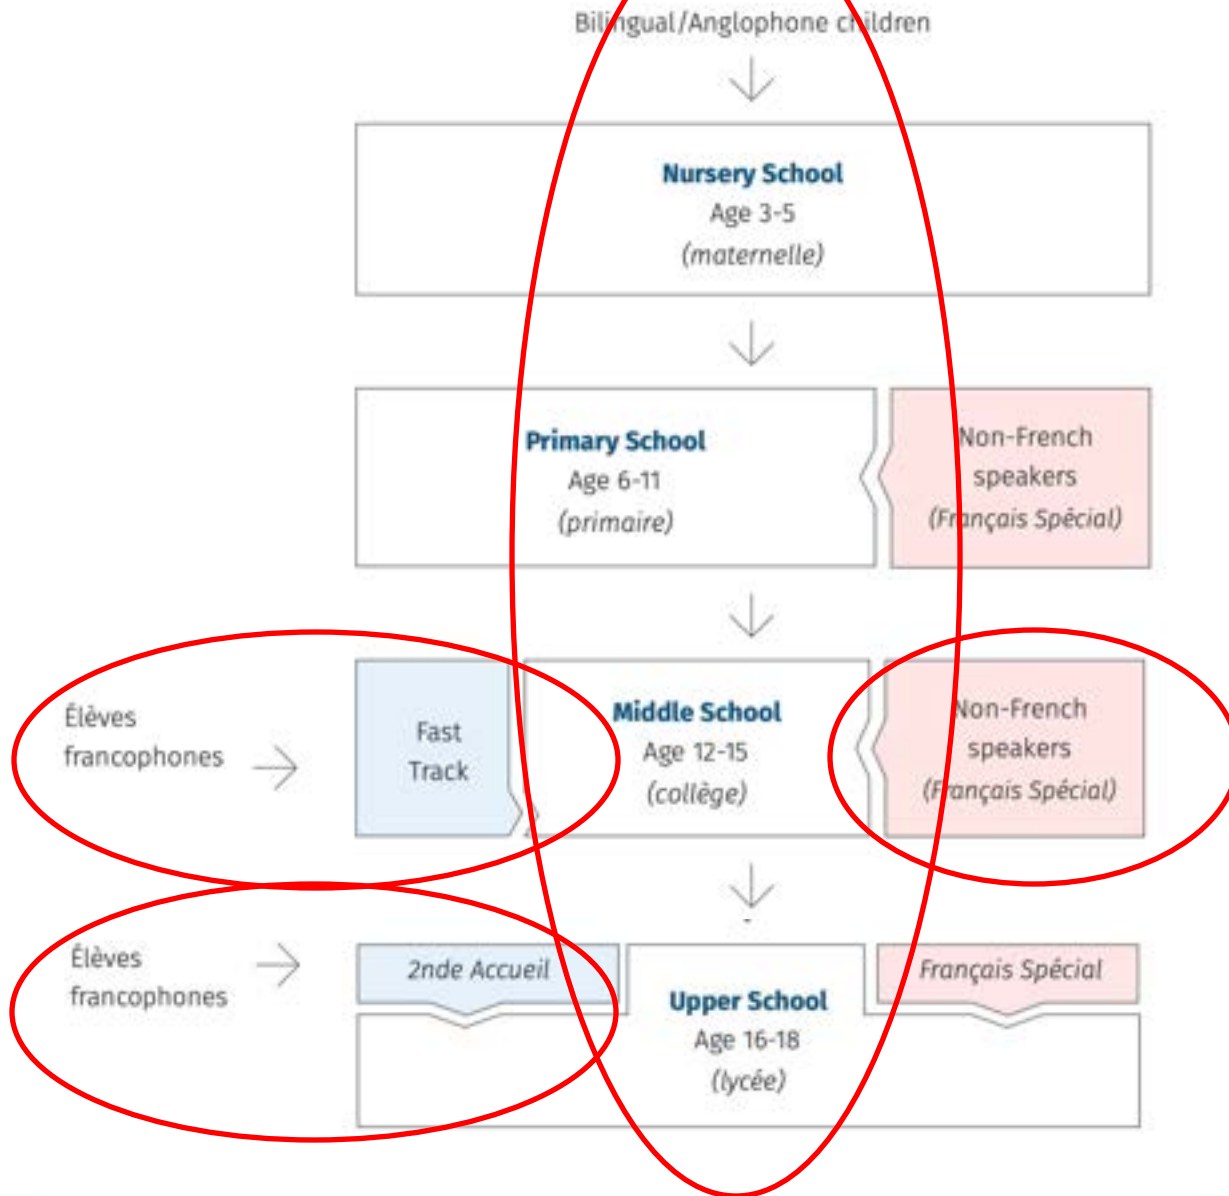 Bilingual/Anglophone children
Nursery School
Age 3-5
(maternelle)
Primary School
Age 6-11
(primaire)
Non-French
speakers
(Français Spécial)
Élèves
francophones
Fast
Track
Middle School
Age 12-15
(collège)
Non-French
speakers
(Français Spécial)
Élèves
francophones
2nde Accueil
Upper School
Age 16-18
(lycée)
Français Spécial